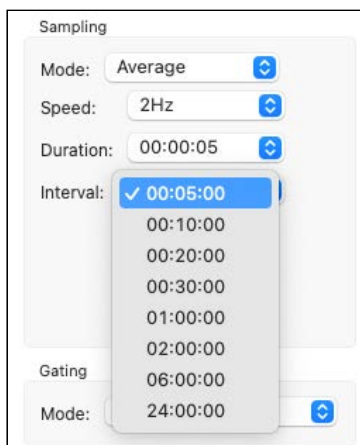 Sampling
Mode: Average
Speed: 2Hz
Duration: 00:00:05
Interval: ✓ 00:05:00
00:10:00
00:20:00
00:30:00
01:00:00
02:00:00
06:00:00
24:00:00
Gating
Mode: